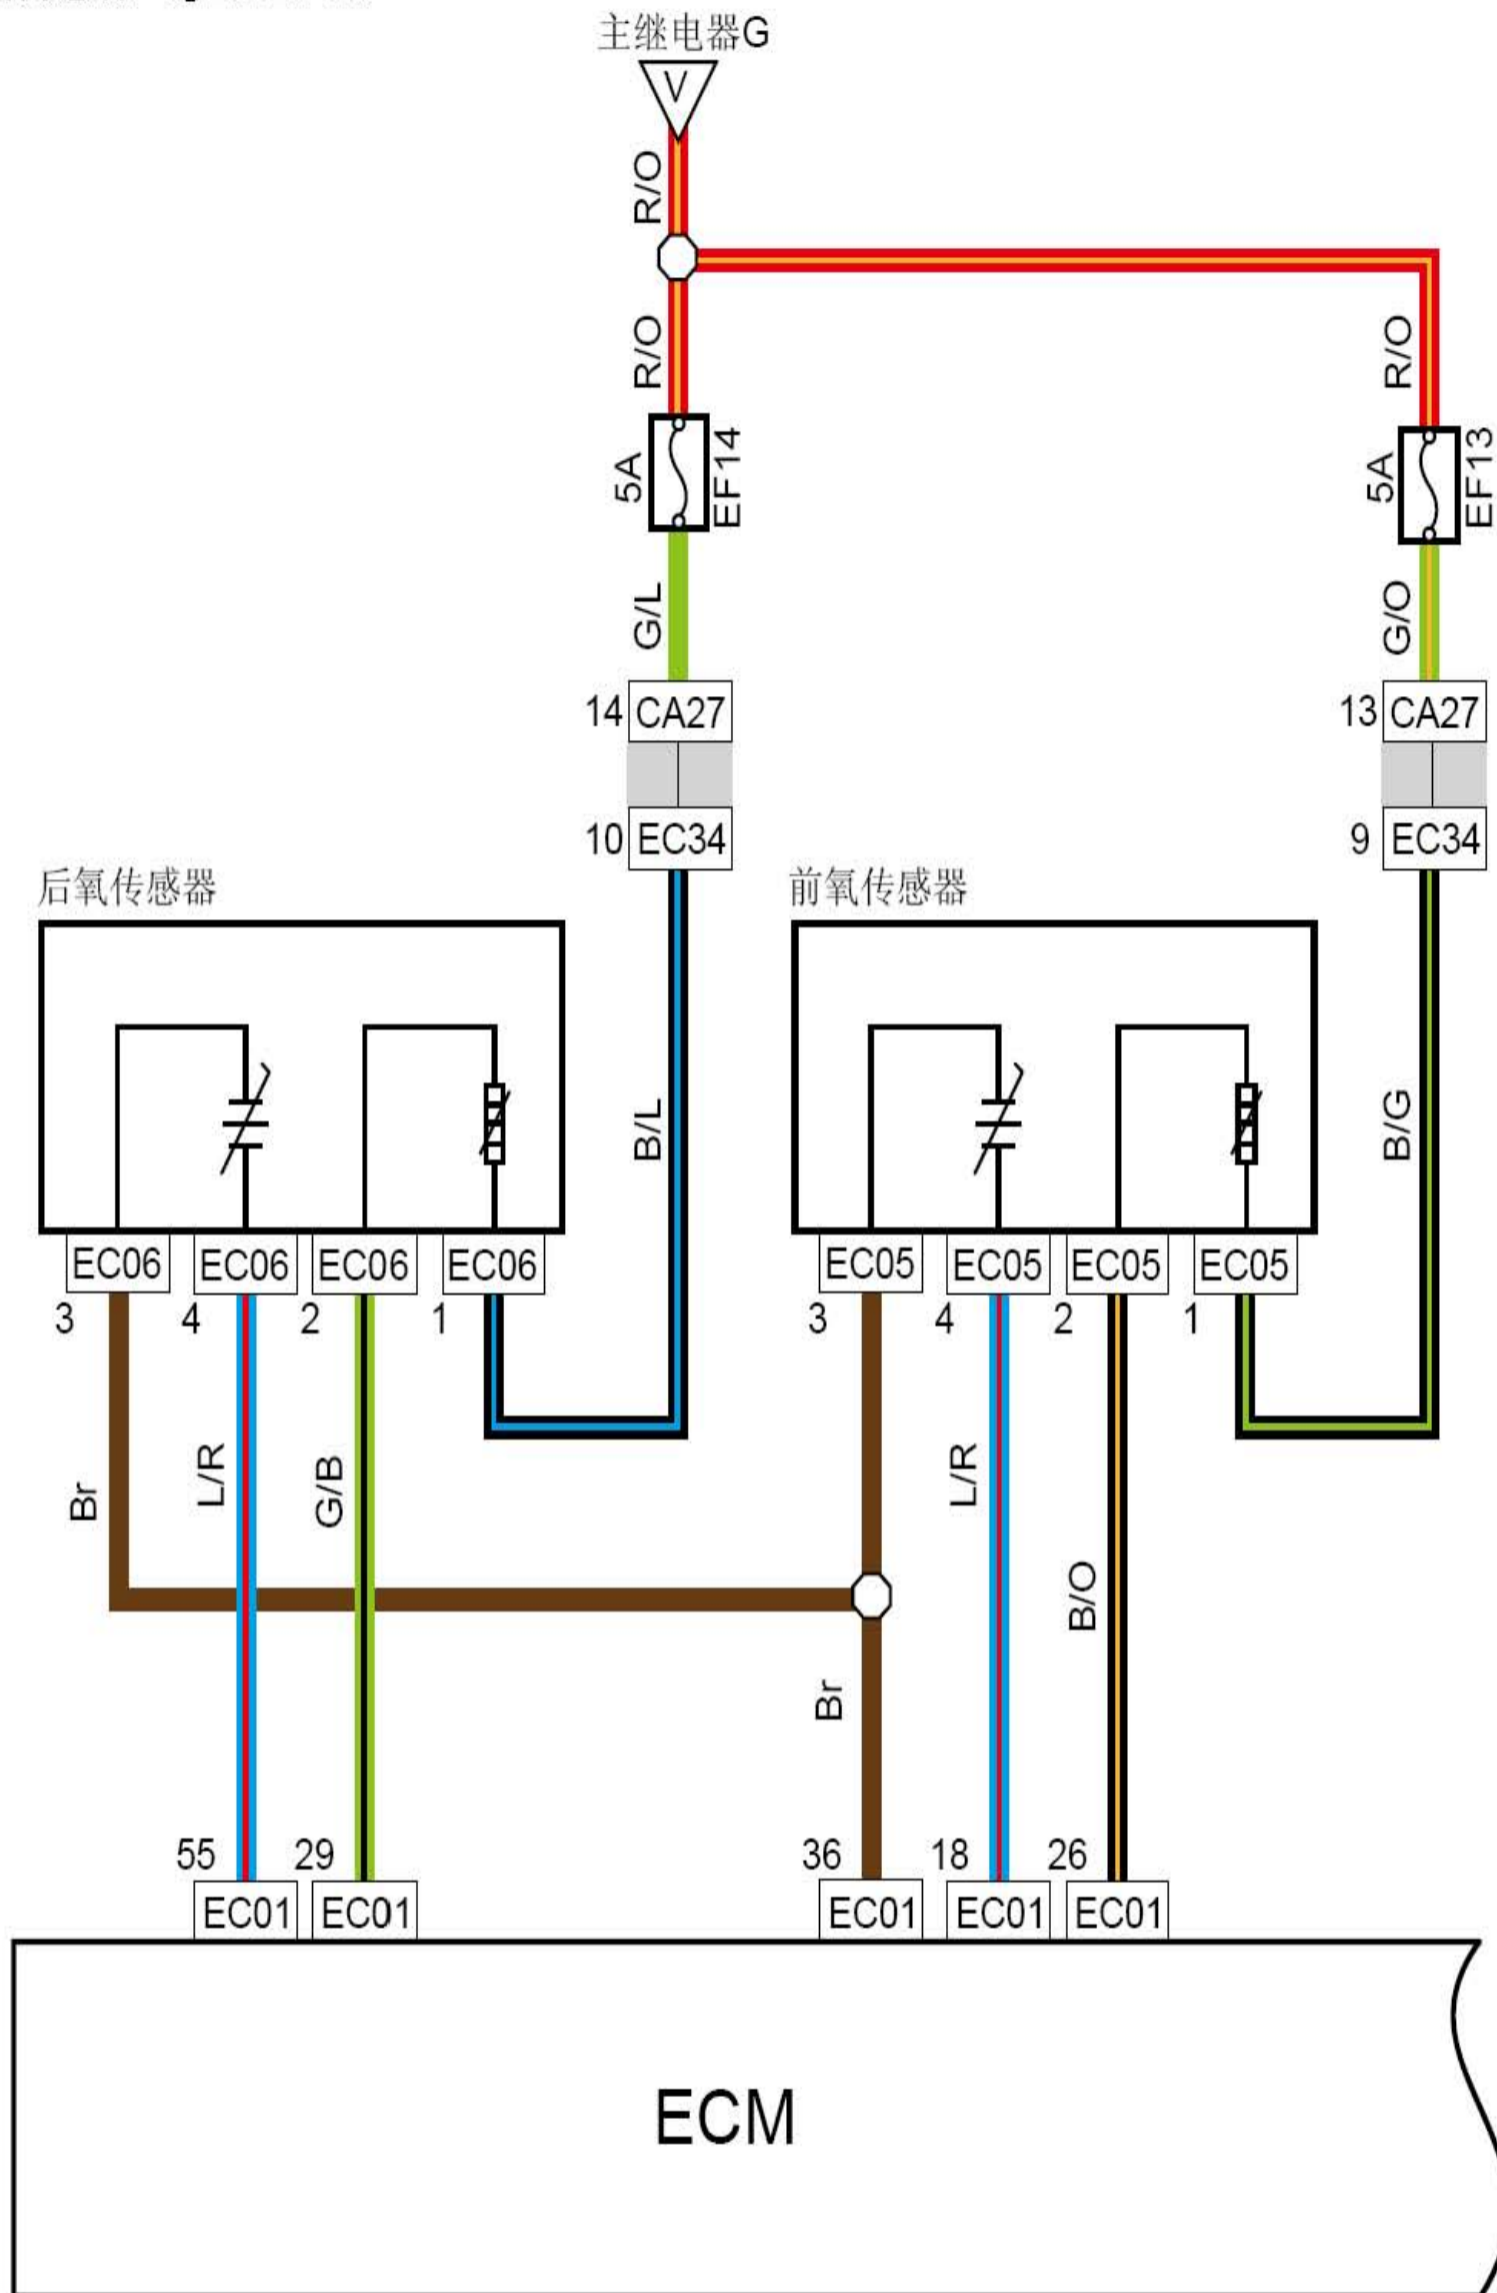 主继电器G
V
R/O
R/O
R/O
5A
EF14
5A
EF13
G/L
G/O
14 CA27
13 CA27
10 EC34
9 EC34
后氧传感器
前氧传感器
B/L
B/G
EC06 EC06 EC06 EC06
EC05 EC05 EC05 EC05
3 4 2 1
3 4 2 1
Br
L/R
G/B
L/R
B/O
Br
55 29
36 18 26
EC01 EC01
EC01 EC01 EC01
ECM